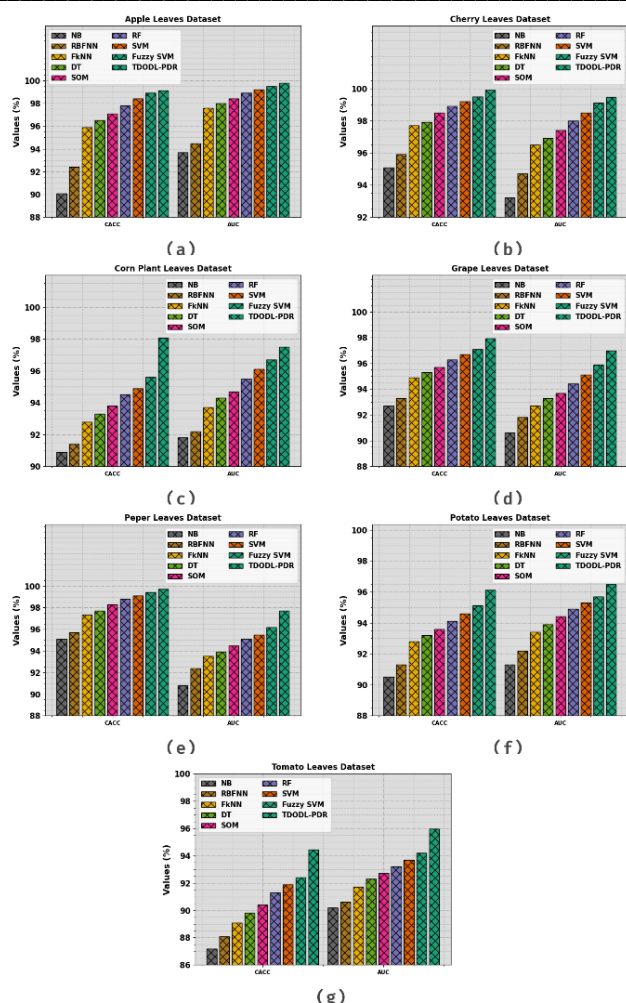 Apple Leaves Dataset
NB RF
RBFNN SVM
FkNN Fuzzy SVM
DT TDODL-PDR
SOM
Values (%)
100
98
96
94
92
90
88
CACC AUC
(a)
Cherry Leaves Dataset
NB RF
RBFNN SVM
FkNN Fuzzy SVM
DT TDODL-PDR
SOM
Values (%)
102
100
98
96
94
92
CACC AUC
(b)
Corn Plant Leaves Dataset
NB RF
RBFNN SVM
FkNN Fuzzy SVM
DT TDODL-PDR
SOM
Values (%)
100
98
96
94
92
90
CACC AUC
(c)
Grape Leaves Dataset
NB RF
RBFNN SVM
FkNN Fuzzy SVM
DT TDODL-PDR
SOM
Values (%)
100
98
96
94
92
90
88
CACC AUC
(d)
Peper Leaves Dataset
NB RF
RBFNN SVM
FkNN Fuzzy SVM
DT TDODL-PDR
SOM
Values (%)
100
98
96
94
92
90
88
CACC AUC
(e)
Potato Leaves Dataset
NB RF
RBFNN SVM
FkNN Fuzzy SVM
DT TDODL-PDR
SOM
Values (%)
100
98
96
94
92
90
88
CACC AUC
(f)
Tomato Leaves Dataset
NB RF
RBFNN SVM
FkNN Fuzzy SVM
DT TDODL-PDR
SOM
Values (%)
100
98
96
94
92
90
88
86
CACC AUC
(g)